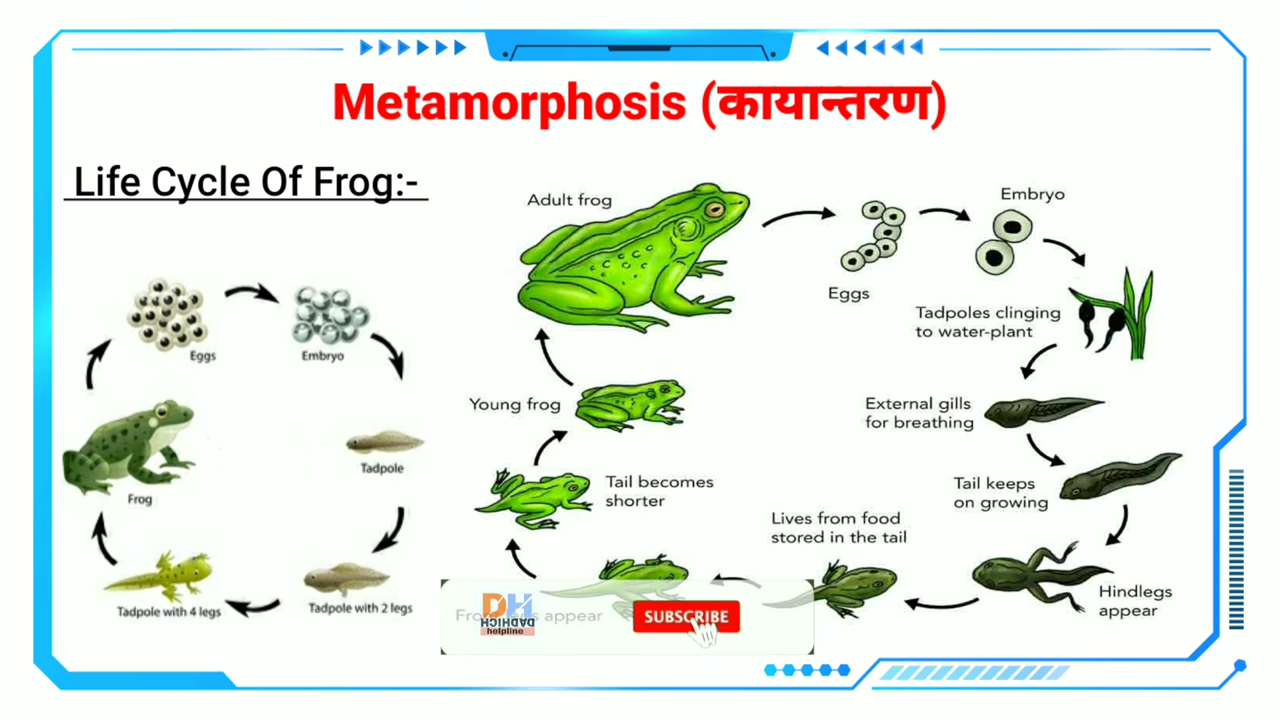 Metamorphosis (कायान्तरण)
Life Cycle Of Frog:-
Eggs
Embryo
Tadpole
Tadpole with 2 legs
Tadpole with 4 legs
Frog
Adult frog
Eggs
Embryo
Tadpoles clinging
to water-plant
External gills
for breathing
Tail keeps
on growing
Hindlegs
appear
Lives from food
stored in the tail
appear
Tail becomes
shorter
Young frog
DH
DADHICH
helpline
SUBSCRIBE